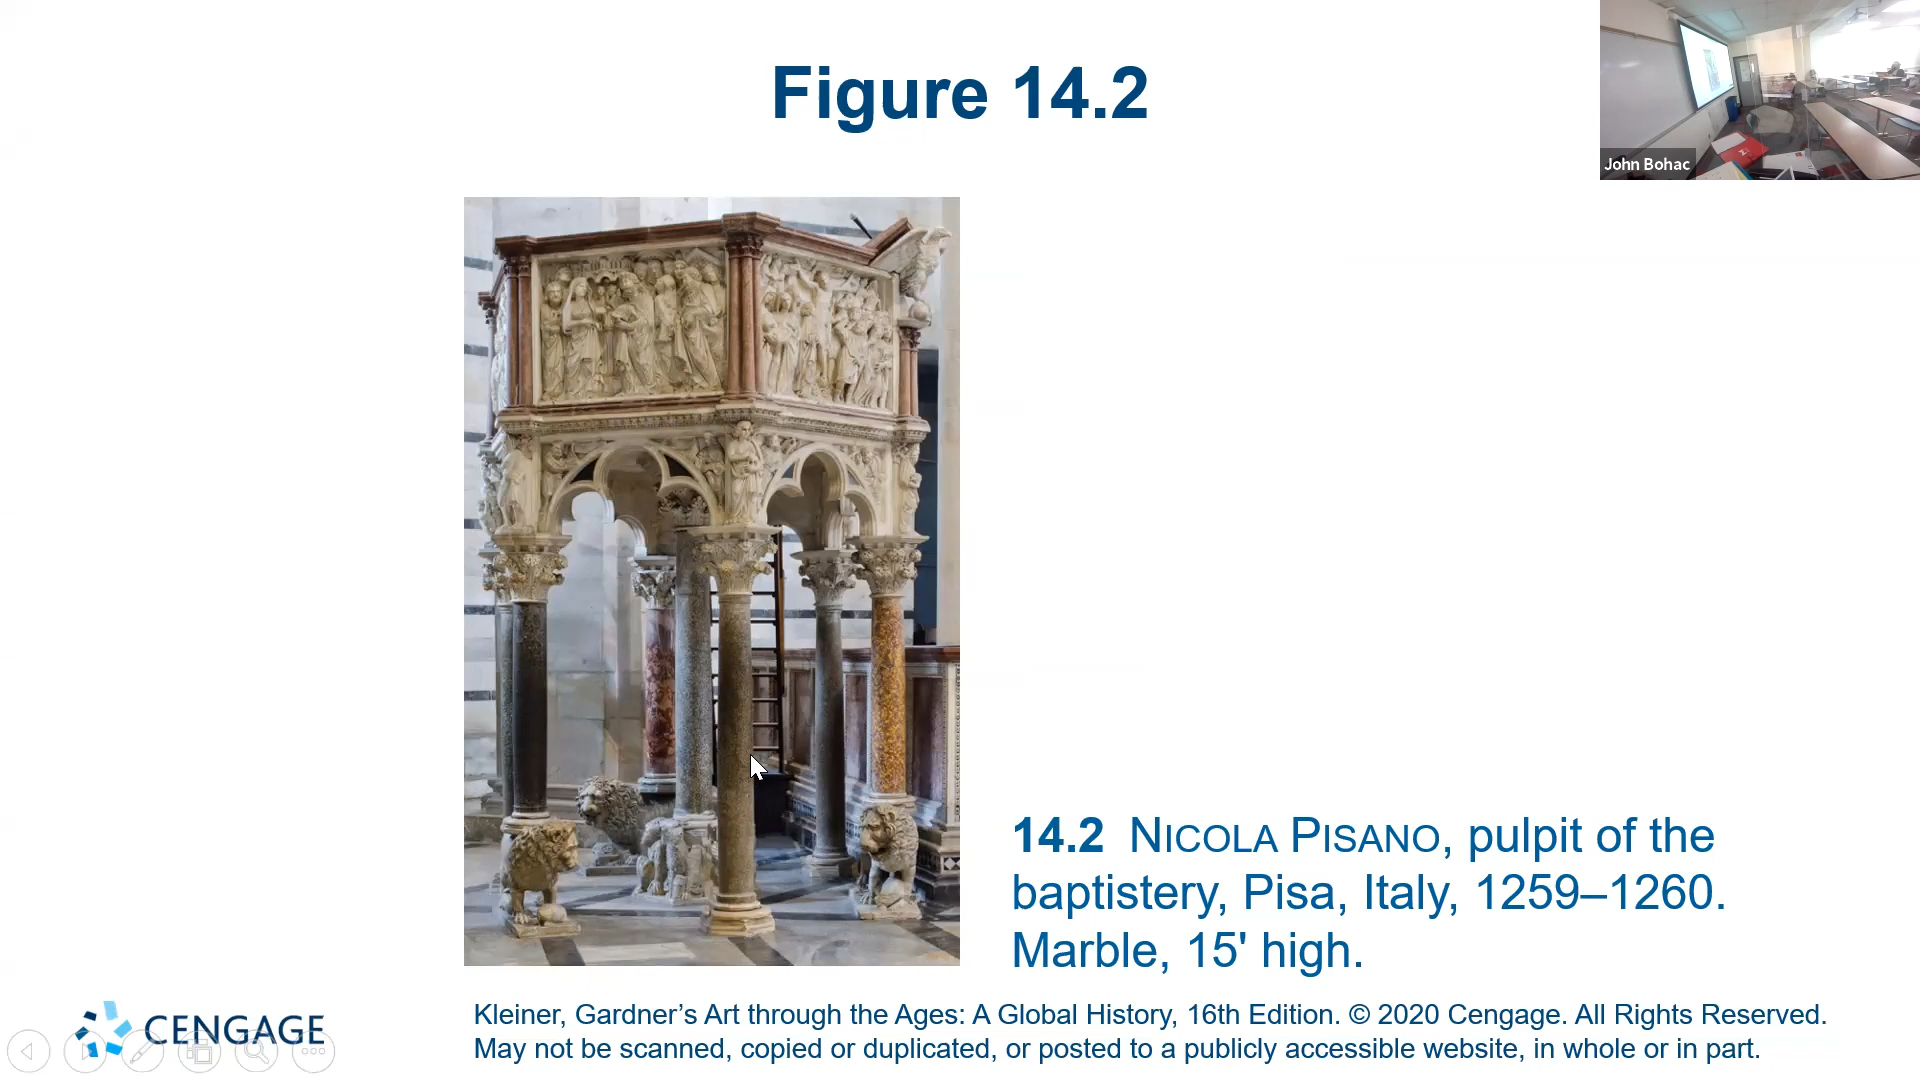 Figure 14.2
John Bohac
14.2 NICOLA PISANO, pulpit of the
baptistery, Pisa, Italy, 1259–1260.
Marble, 15' high.
CENGAGE
Kleiner, Gardner’s Art through the Ages: A Global History, 16th Edition. © 2020 Cengage. All Rights Reserved.
May not be scanned, copied or duplicated, or posted to a publicly accessible website, in whole or in part.